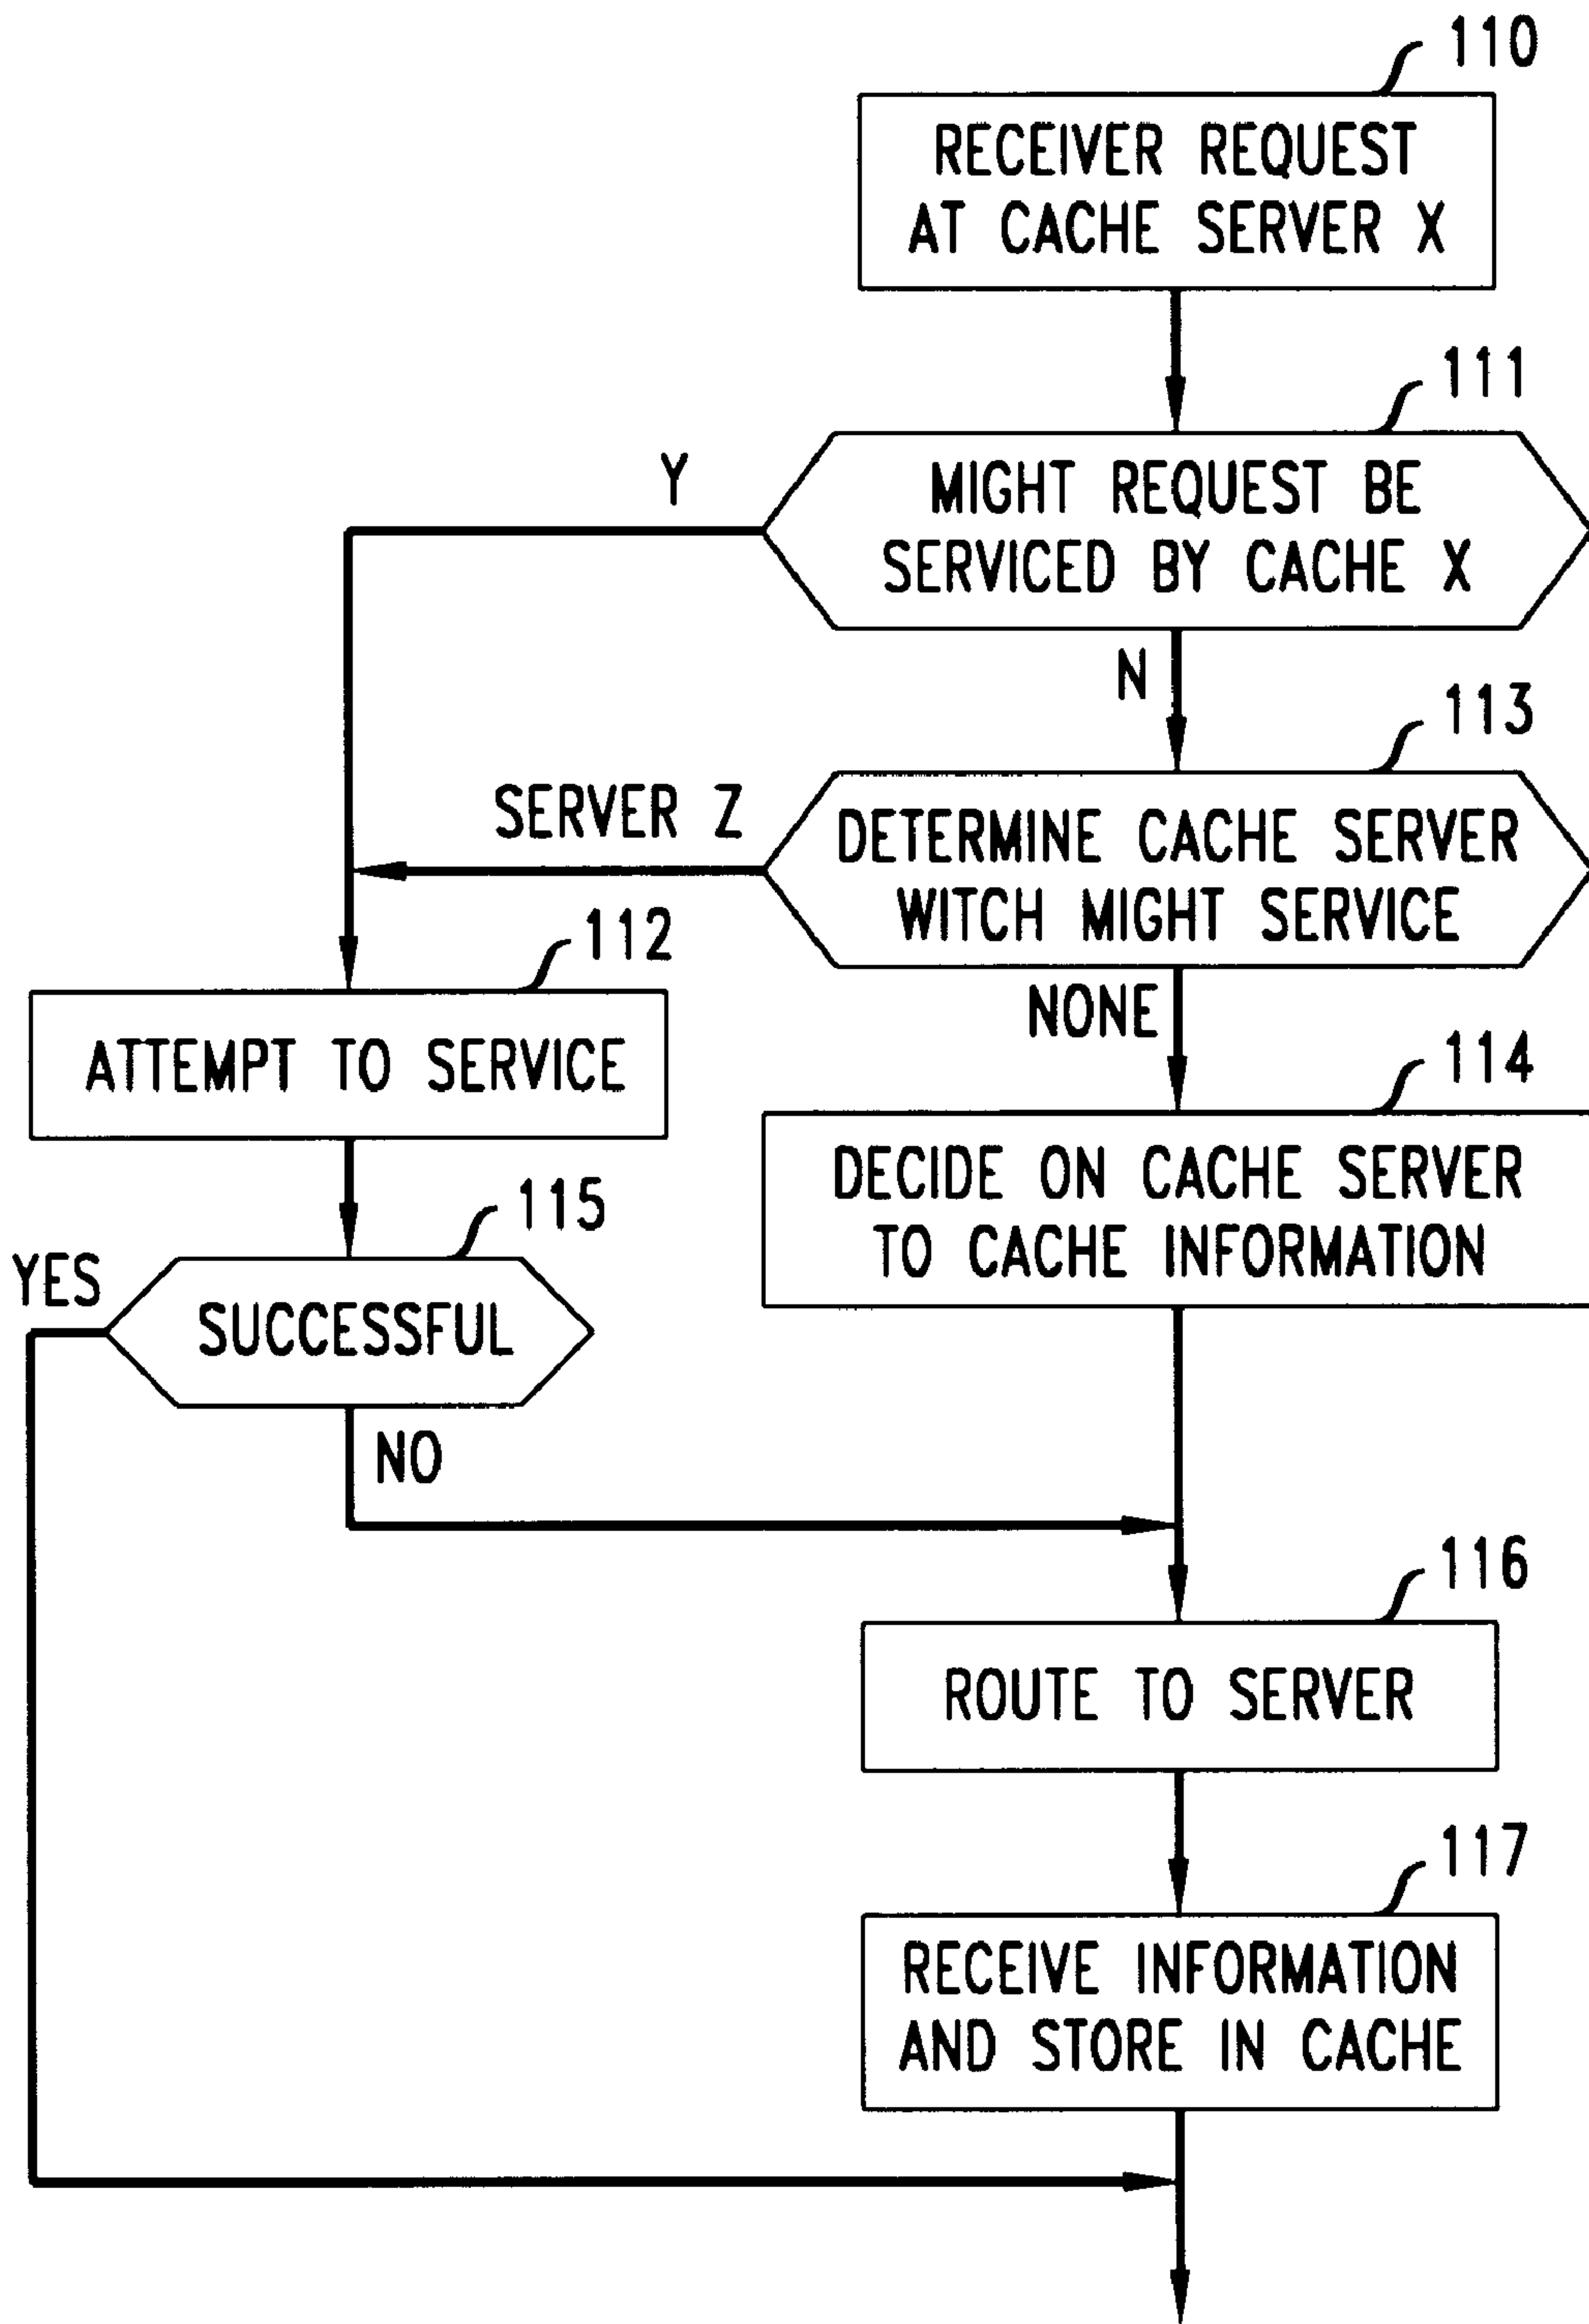 110
RECEIVER REQUEST
AT CACHE SERVER X
111
Y
MIGHT REQUEST BE
SERVICED BY CACHE X
N
113
SERVER Z
DETERMINE CACHE SERVER
WITCH MIGHT SERVICE
112
NONE
ATTEMPT TO SERVICE
114
DECIDE ON CACHE SERVER
TO CACHE INFORMATION
115
YES
SUCCESSFUL
NO
116
ROUTE TO SERVER
117
RECEIVE INFORMATION
AND STORE IN CACHE